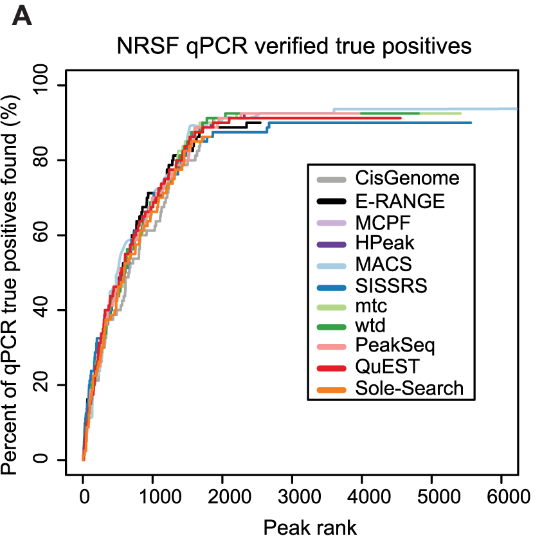 A
NRSF qPCR verified true positives
Percent of qPCR true positives found (%)
100
80
60
40
20
0
CisGenome
E-RANGE
MCPF
HPeak
MACS
SISSRS
mtc
wtd
PeakSeq
QuEST
Sole-Search
0 1000 2000 3000 4000 5000 6000
Peak rank